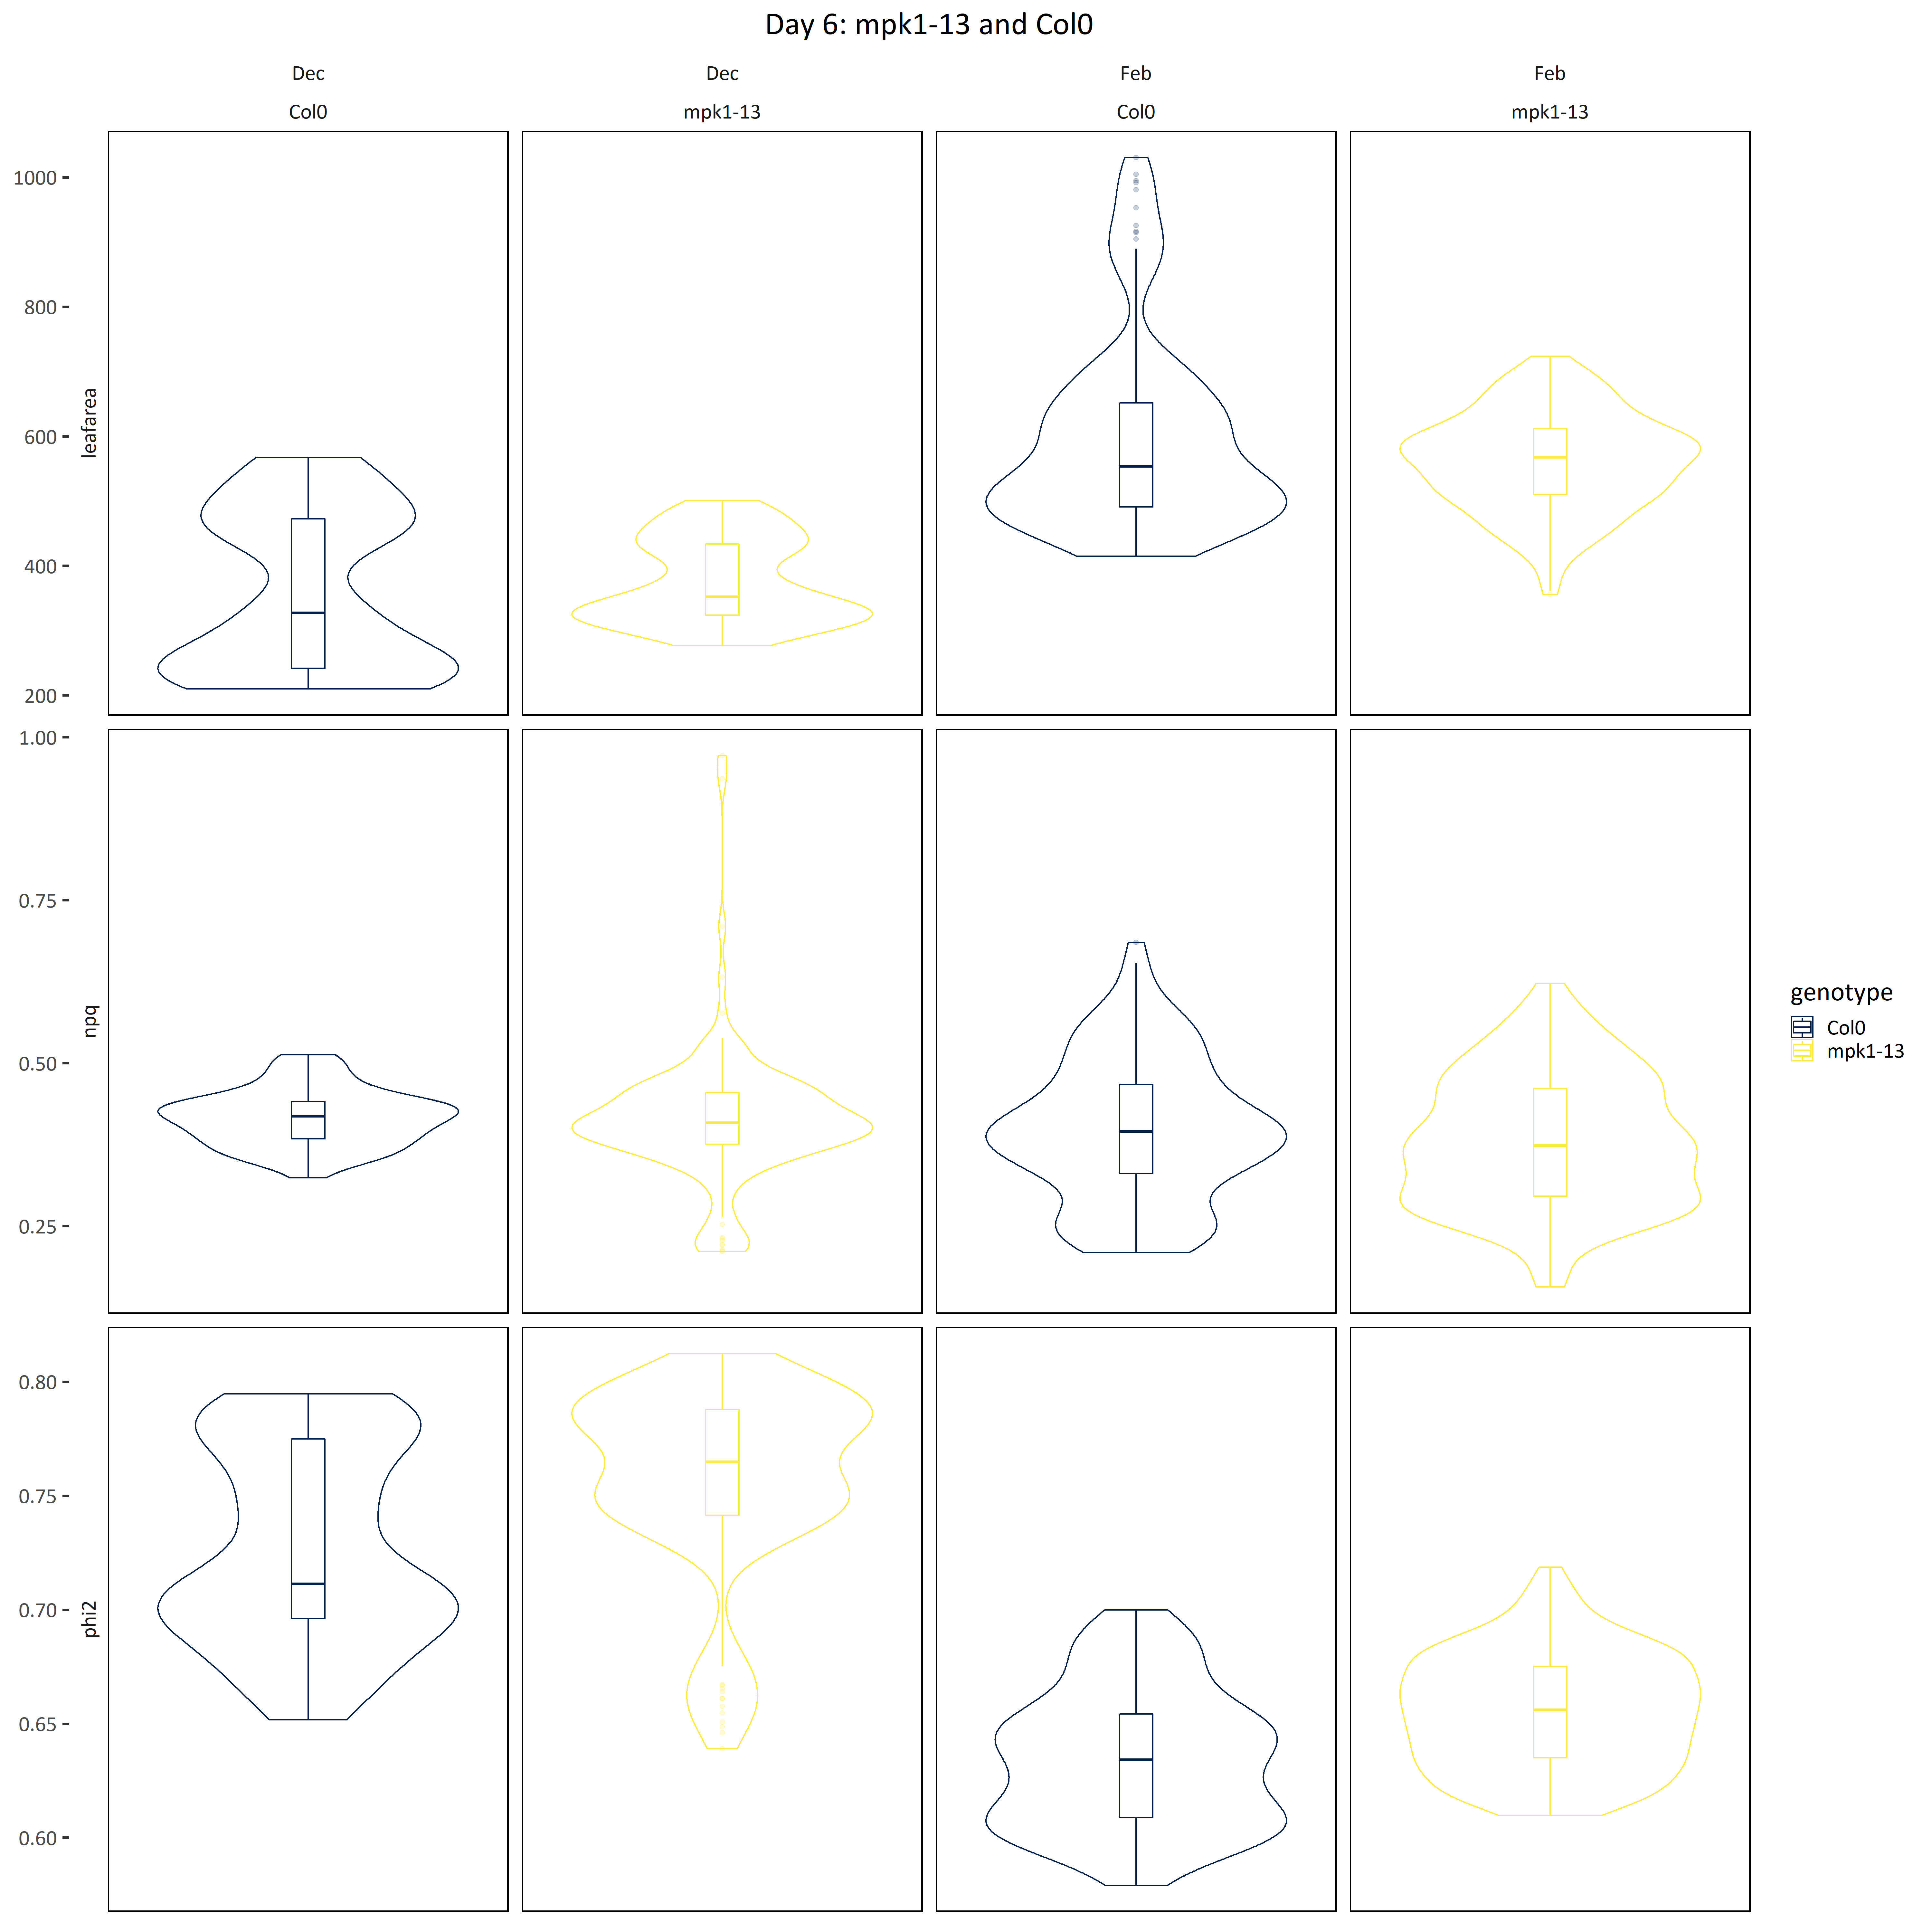 Day 6: mpk1-13 and Col0
Dec Dec Feb Feb
Col0 mpk1-13 Col0 mpk1-13
leafarea
1000
800
600
400
200
npq
1.00
0.75
0.50
0.25
phi2
0.80
0.75
0.70
0.65
0.60
genotype
Col0
mpk1-13